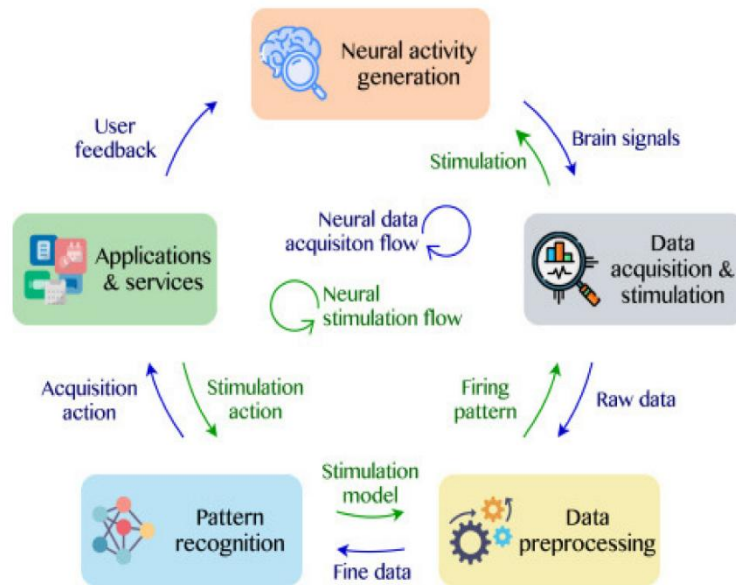 Neural activity
generation
User
feedback
Brain signals
Stimulation
Neural data
acquisiton flow
Applications
& services
Data
acquisition &
stimulation
Neural
stimulation flow
Acquisition
action
Stimulation
action
Firing
pattern
Raw data
Stimulation
model
Pattern
recognition
Data
preprocessing
Fine data